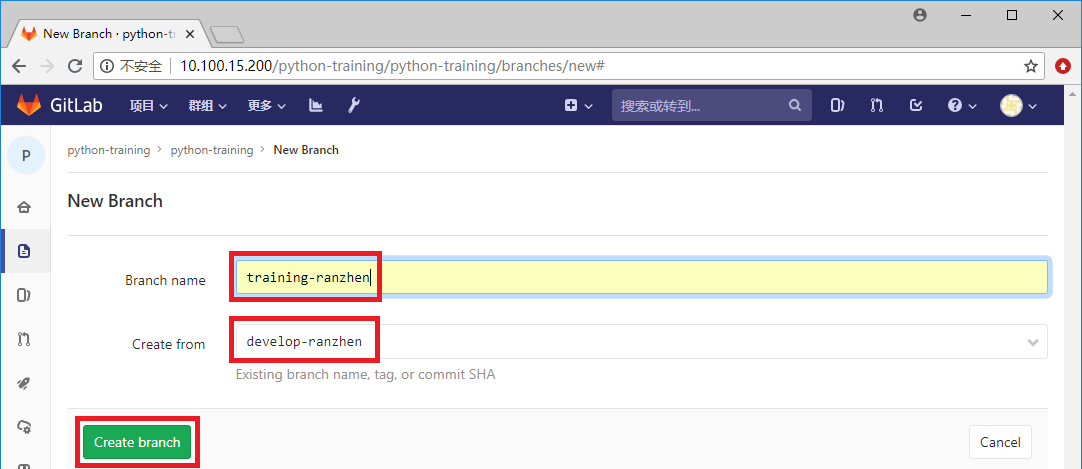 New Branch · python-tr
不安全 | 10.100.15.200/python-training/python-training/branches/new#
GitLab 项目 群组 更多 搜索或转到...
P python-training > python-training > New Branch
New Branch
Branch name training-ranzhen
Create from develop-ranzhen
Existing branch name, tag, or commit SHA
Create branch Cancel